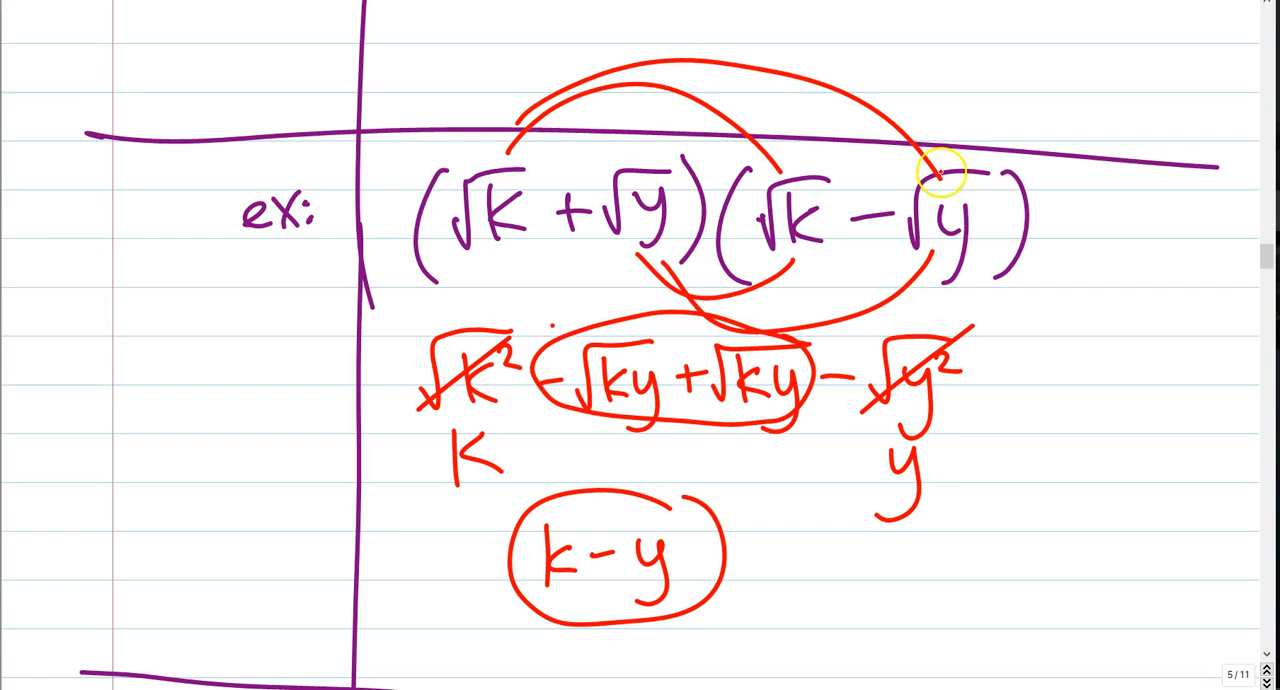 ex: (√k + √y)(√k − √y)
√k² − √ky + √ky − √y²
k y
k − y
5 / 11